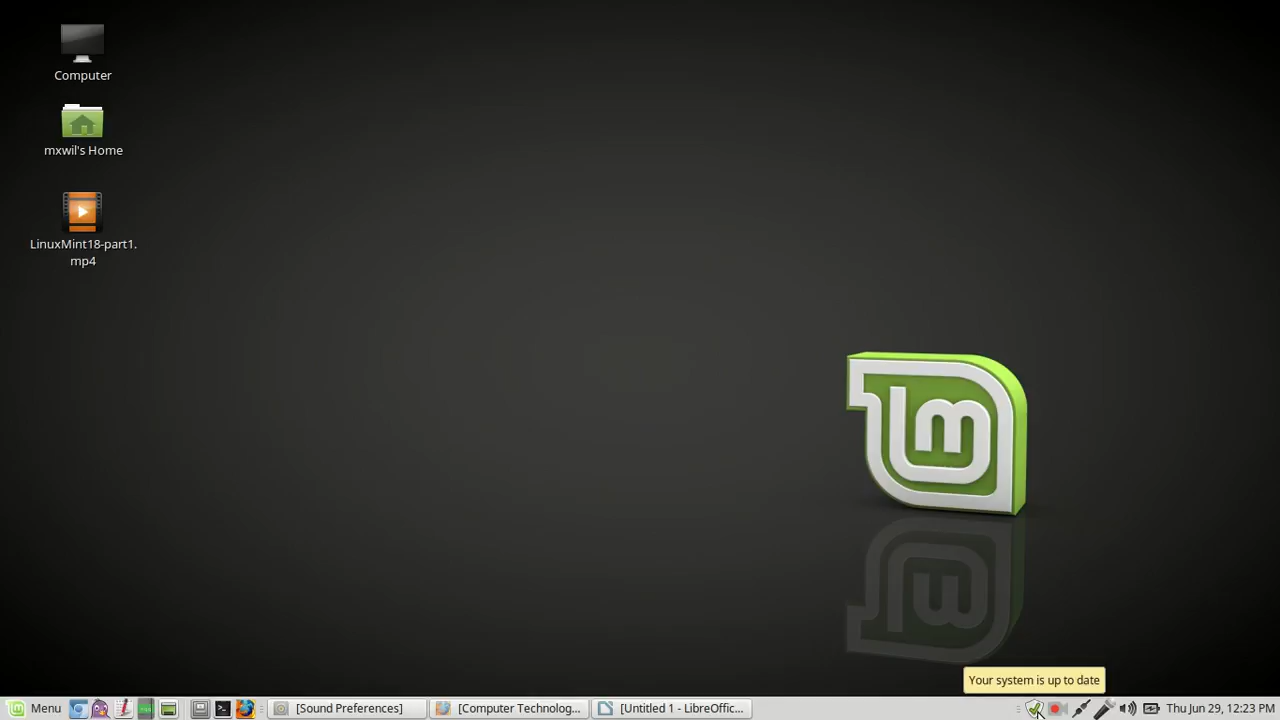 Computer
mxwil's Home
LinuxMint18-part1.
mp4
lm
Your system is up to date
Menu
[Sound Preferences]
[Computer Technolog...
[Untitled 1 - LibreOffic...
Thu Jun 29, 12:23 PM